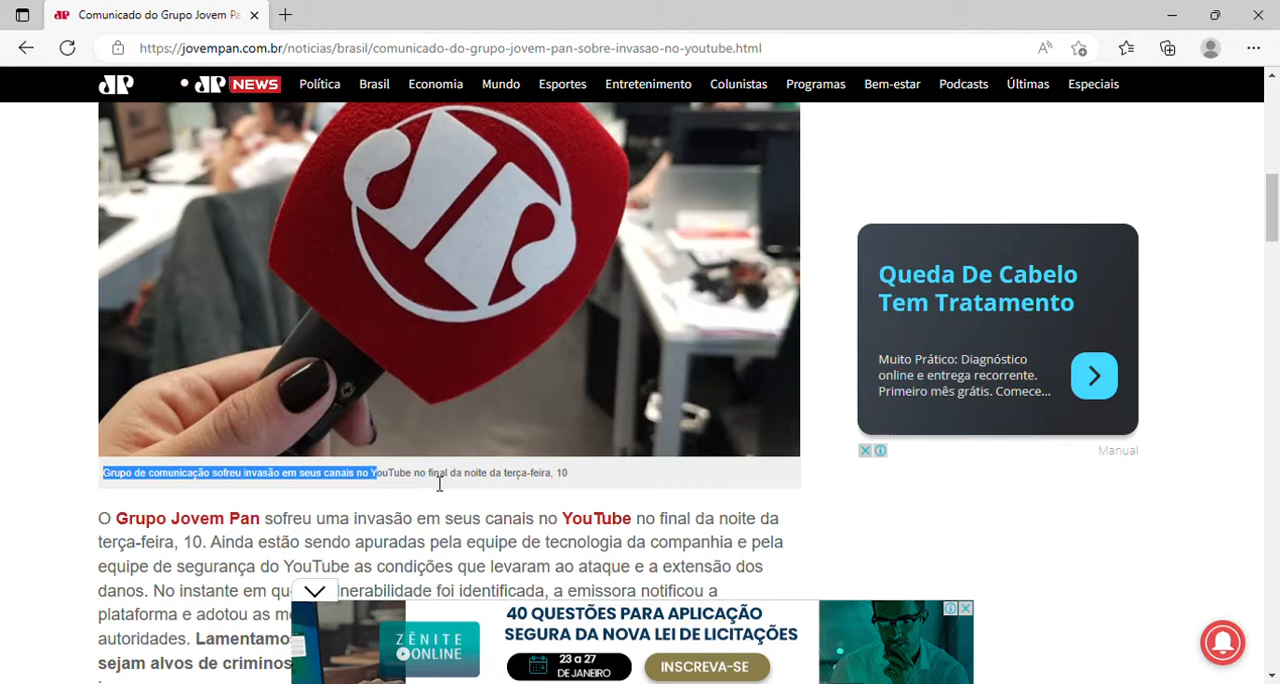 Comunicado do Grupo Jovem Pa
https://jovempan.com.br/noticias/brasil/comunicado-do-grupo-jovem-pan-sobre-invasao-no-youtube.html
JP JP NEWS Política Brasil Economia Mundo Esportes Entretenimento Colunistas Programas Bem-estar Podcasts Últimas Especiais
JP
Grupo de comunicação sofreu invasão em seus canais no YouTube no final da noite da terça-feira, 10
O Grupo Jovem Pan sofreu uma invasão em seus canais no YouTube no final da noite da
terça-feira, 10. Ainda estão sendo apuradas pela equipe de tecnologia da companhia e pela
equipe de segurança do YouTube as condições que levaram ao ataque e a extensão dos
danos. No instante em que vulnerabilidade foi identificada, a emissora notificou a
plataforma e adotou as
autoridades. Lamentamo
sejam alvos de criminos
Queda De Cabelo
Tem Tratamento
Muito Prático: Diagnóstico
online e entrega recorrente.
Primeiro mês grátis. Comece...
Manual
ZÊNITE
ONLINE
40 QUESTÕES PARA APLICAÇÃO
SEGURA DA NOVA LEI DE LICITAÇÕES
23 a 27
DE JANEIRO
INSCREVA-SE